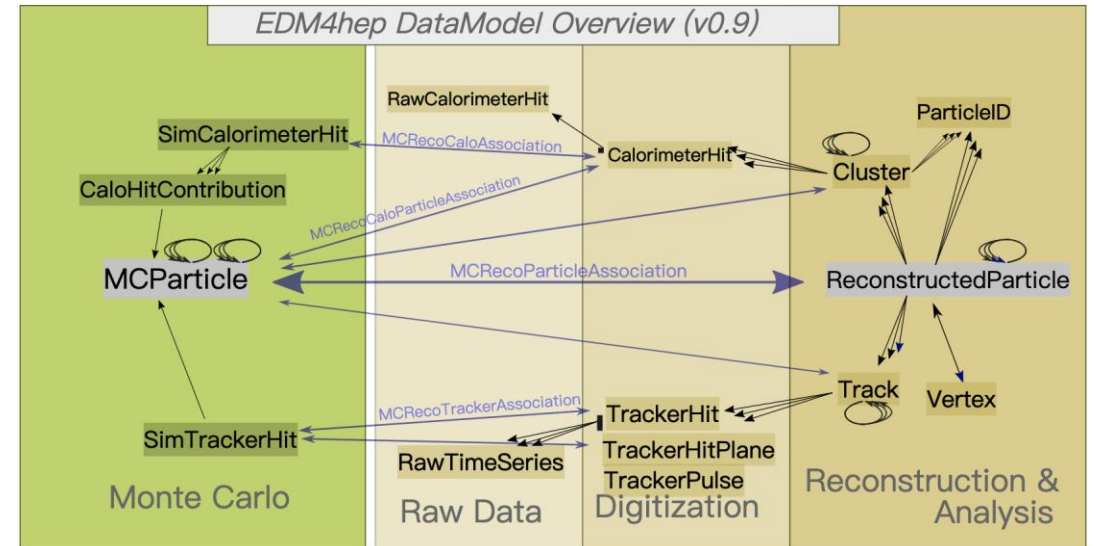 EDM4hep DataModel Overview (v0.9)
RawCalorimeterHit
ParticleID
SimCalorimeterHit
MCRecoCaloAssociation
CalorimeterHit
Cluster
CaloHitContribution
MCRecoCaloParticleAssociation
MCParticle
MCRecoParticleAssociation
ReconstructedParticle
Track
Vertex
MCRecoTrackerAssociation
TrackerHit
SimTrackerHit
RawTimeSeries
TrackerHitPlane
TrackerPulse
Monte Carlo
Raw Data
Digitization
Reconstruction &
Analysis